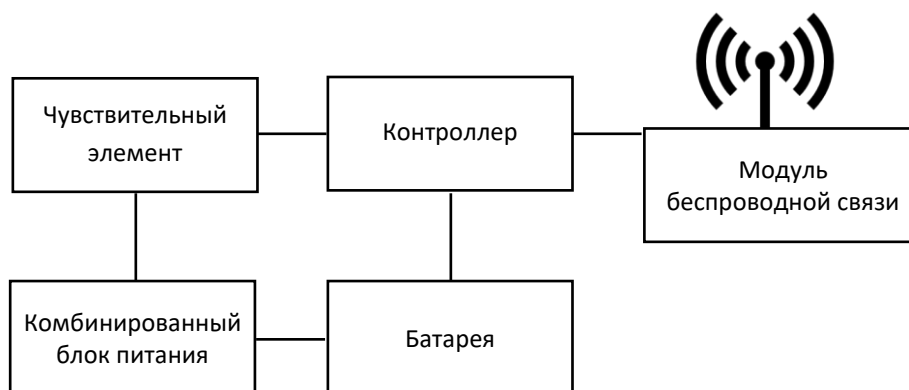 Чувствительный
элемент
Контроллер
Модуль
беспроводной связи
Комбинированный
блок питания
Батарея